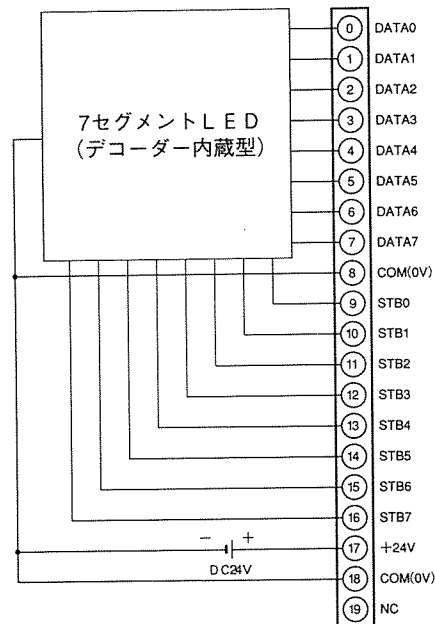 7セグメントＬＥＤ
(デコーダー内蔵型)
0 DATA0
1 DATA1
2 DATA2
3 DATA3
4 DATA4
5 DATA5
6 DATA6
7 DATA7
8 COM(0V)
9 STB0
10 STB1
11 STB2
12 STB3
13 STB4
14 STB5
15 STB6
16 STB7
－ ＋
DC24V
17 ＋24V
18 COM(0V)
19 NC